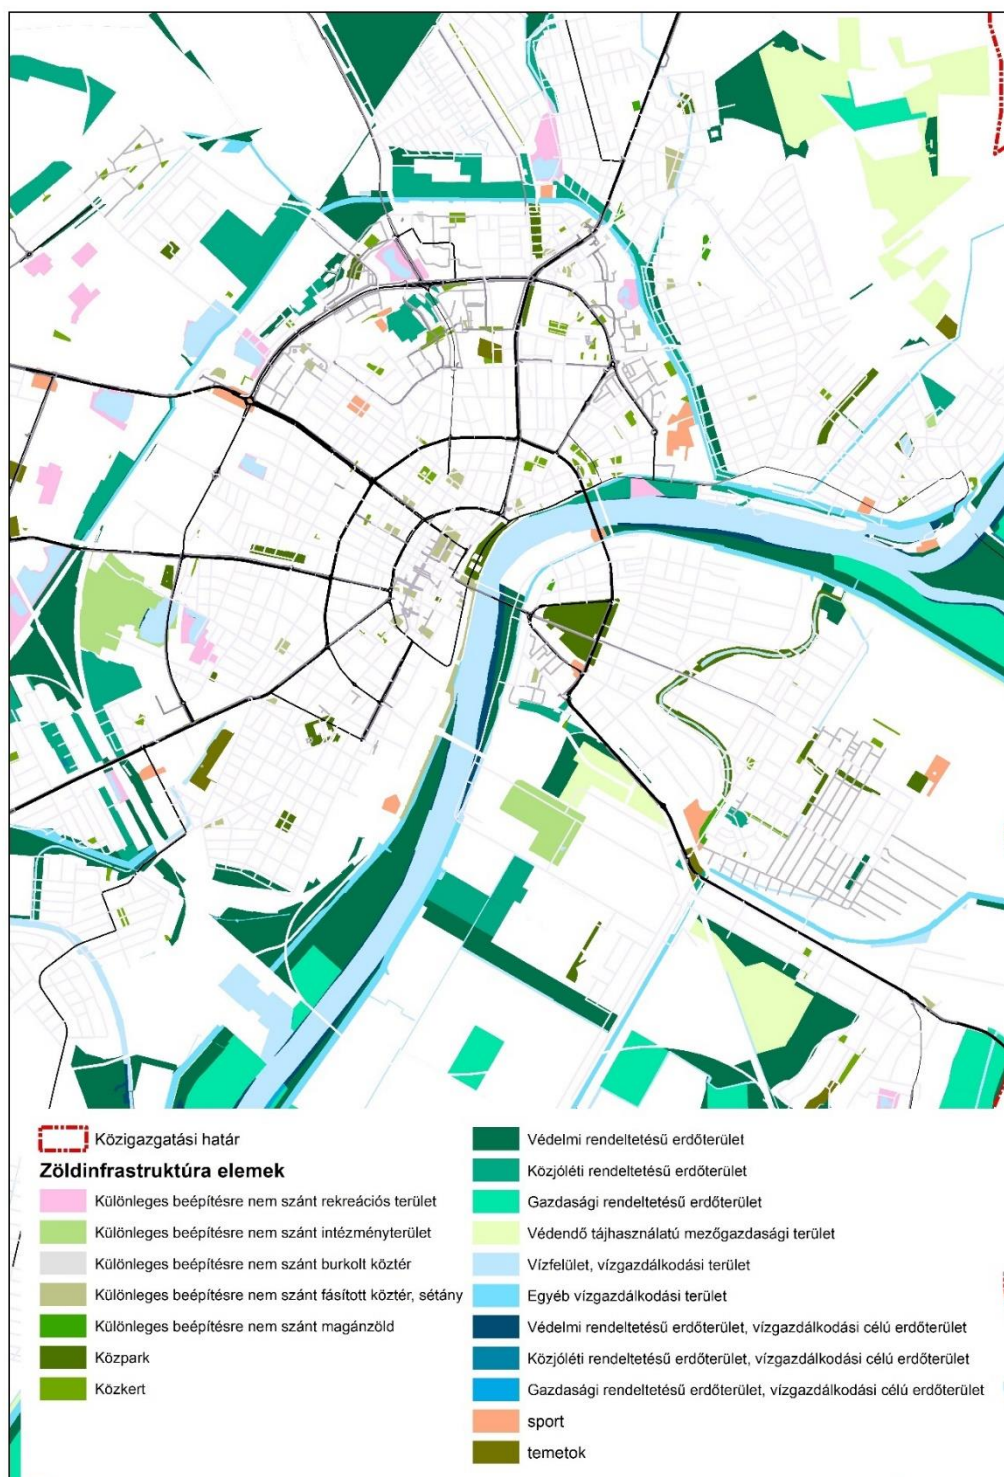 Közigazgatási határ
Zöldinfrastruktúra elemek
Különleges beépítésre nem szánt rekreációs terület
Különleges beépítésre nem szánt intézményterület
Különleges beépítésre nem szánt burkolt köztér
Különleges beépítésre nem szánt fásított köztér, sétány
Különleges beépítésre nem szánt magánzöld
Közpark
Közkert
Védelmi rendeltetésű erdőterület
Közjóléti rendeltetésű erdőterület
Gazdasági rendeltetésű erdőterület
Védendő tájhasználatú mezőgazdasági terület
Vízfelület, vízgazdálkodási terület
Egyéb vízgazdálkodási terület
Védelmi rendeltetésű erdőterület, vízgazdálkodási célú erdőterület
Közjóléti rendeltetésű erdőterület, vízgazdálkodási célú erdőterület
Gazdasági rendeltetésű erdőterület, vízgazdálkodási célú erdőterület
sport
temetok